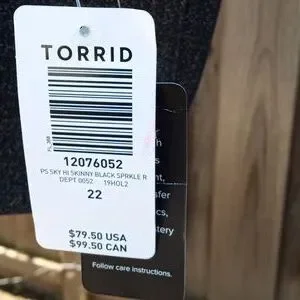 TORRID
12076052
PS SKY HI SKINNY BLACK SPRKLE R
DEPT 0052 19HOL2
22
$79.50 USA
$99.50 CAN
Follow care instructions.